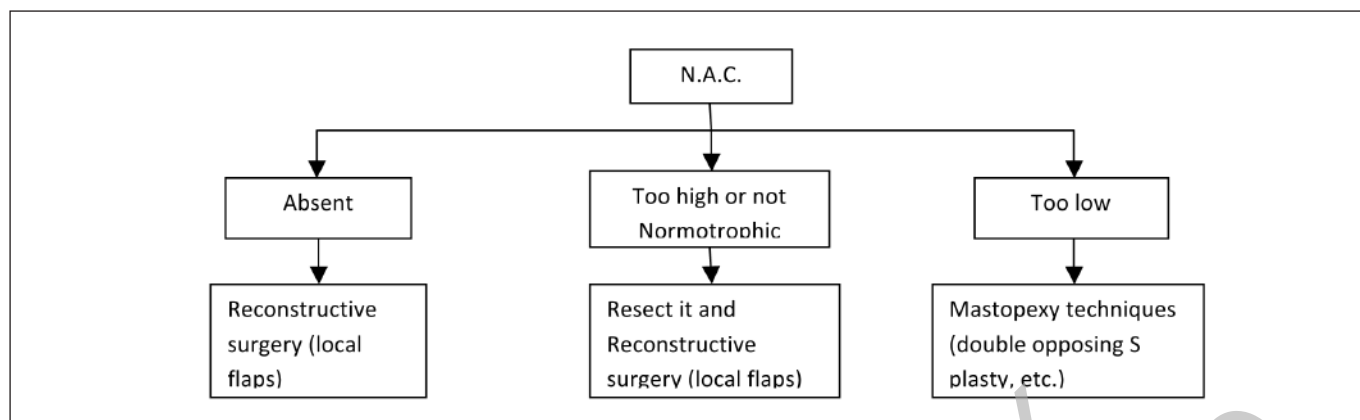 N.A.C.
Absent
Too high or not
Normotrophic
Too low
Reconstructive
surgery (local
flaps)
Resect it and
Reconstructive
surgery (local flaps)
Mastopexy techniques
(double opposing S
plasty, etc.)